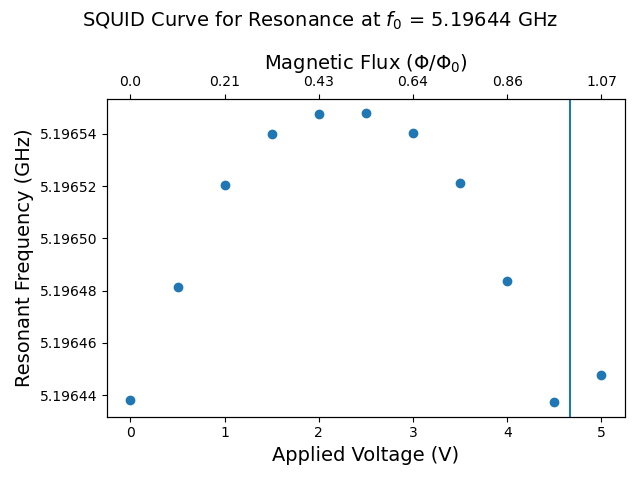 SQUID Curve for Resonance at f₀ = 5.19644 GHz
Magnetic Flux (Φ/Φ₀)
0.0 0.21 0.43 0.64 0.86 1.07
Resonant Frequency (GHz)
5.19654
5.19652
5.19650
5.19648
5.19646
5.19644
0 1 2 3 4 5
Applied Voltage (V)